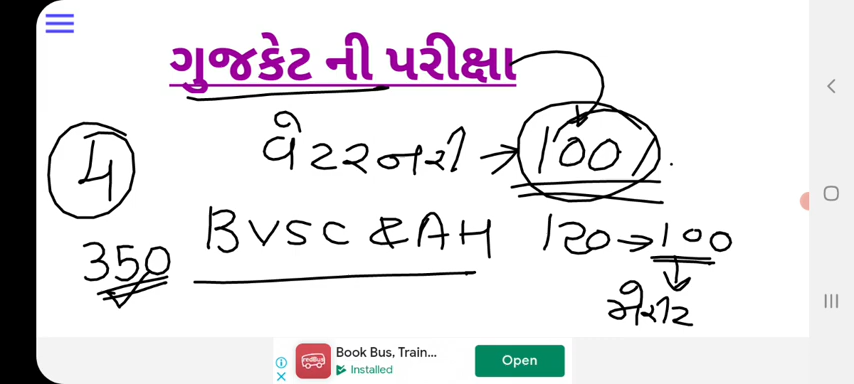 ગુજકેટ ની પરીક્ષા
4
વેટરનરી → 100%
350
BVSC & AH
120 → 100
મેરીટ
Book Bus, Train...
Installed
Open